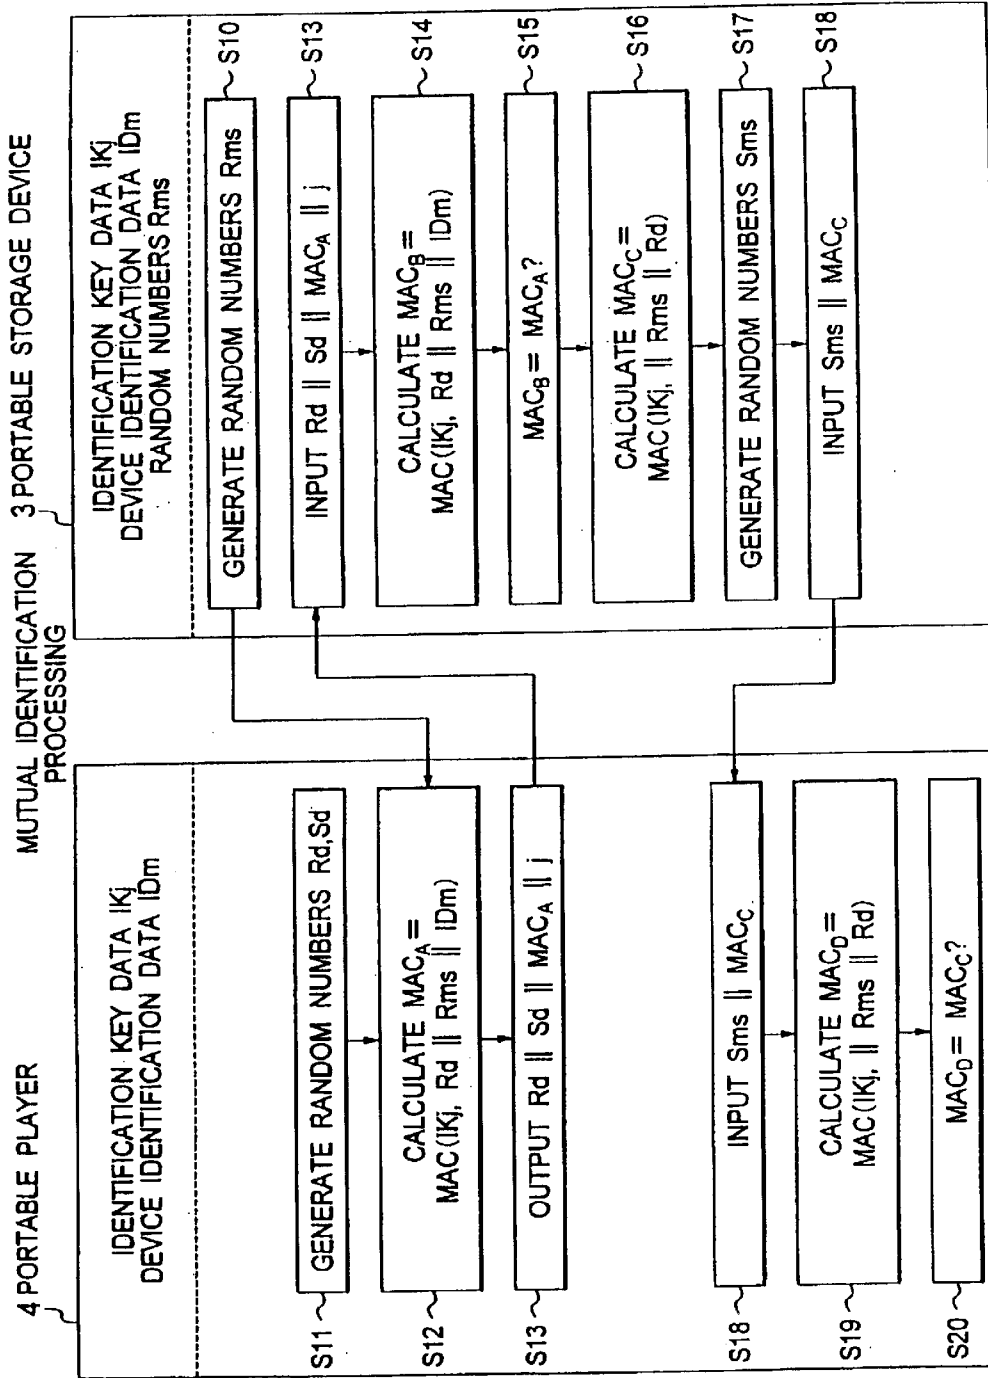 MUTUAL IDENTIFICATION
PROCESSING
4 PORTABLE PLAYER
IDENTIFICATION KEY DATA IKj
DEVICE IDENTIFICATION DATA IDm
S11
GENERATE RANDOM NUMBERS Rd,Sd
S12
CALCULATE MACA=
MAC(IKj, Rd || Rms || IDm)
S13
OUTPUT Rd || Sd || MACA || j
S18
INPUT Sms || MACC
S19
CALCULATE MACD=
MAC(IKj, || Rms || Rd)
S20
MACD= MACC?
3 PORTABLE STORAGE DEVICE
IDENTIFICATION KEY DATA IKj
DEVICE IDENTIFICATION DATA IDm
RANDOM NUMBERS Rms
GENERATE RANDOM NUMBERS Rms
S10
INPUT Rd || Sd || MACA || j
S13
CALCULATE MACB=
MAC(IKj, Rd || Rms || IDm)
S14
MACB= MACA?
S15
CALCULATE MACC=
MAC(IKj, || Rms || Rd)
S16
GENERATE RANDOM NUMBERS Sms
S17
INPUT Sms || MACC
S18